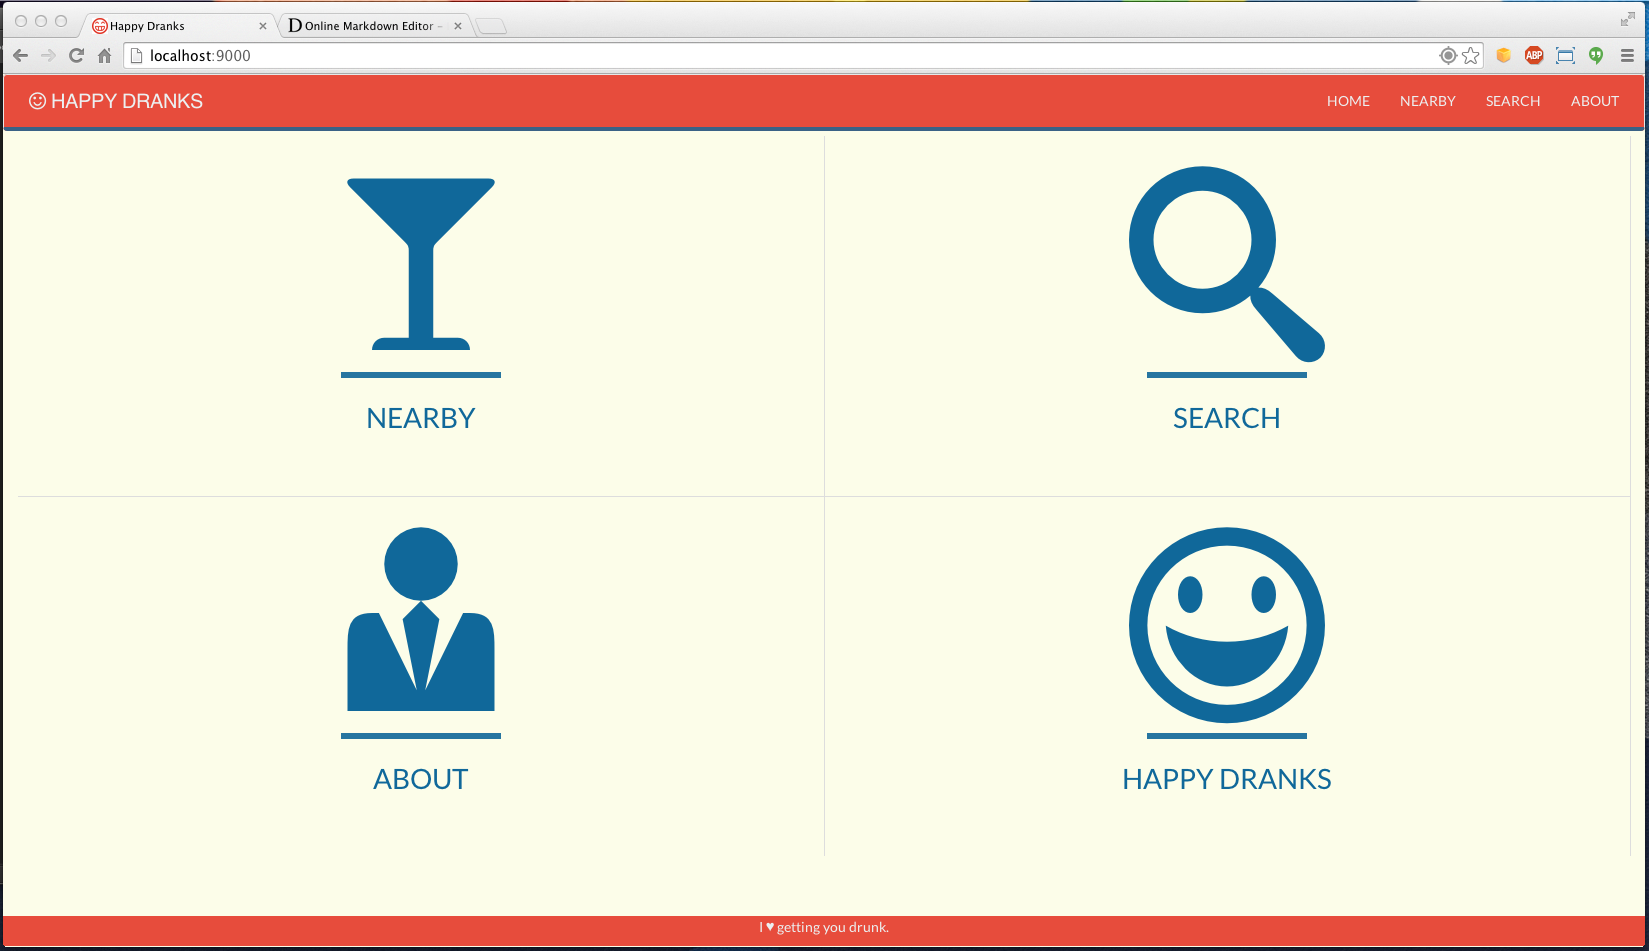 Happy Dranks
Online Markdown Editor –
localhost:9000
ABP
HAPPY DRANKS
HOME NEARBY SEARCH ABOUT
NEARBY
SEARCH
ABOUT
HAPPY DRANKS
I ♥ getting you drunk.